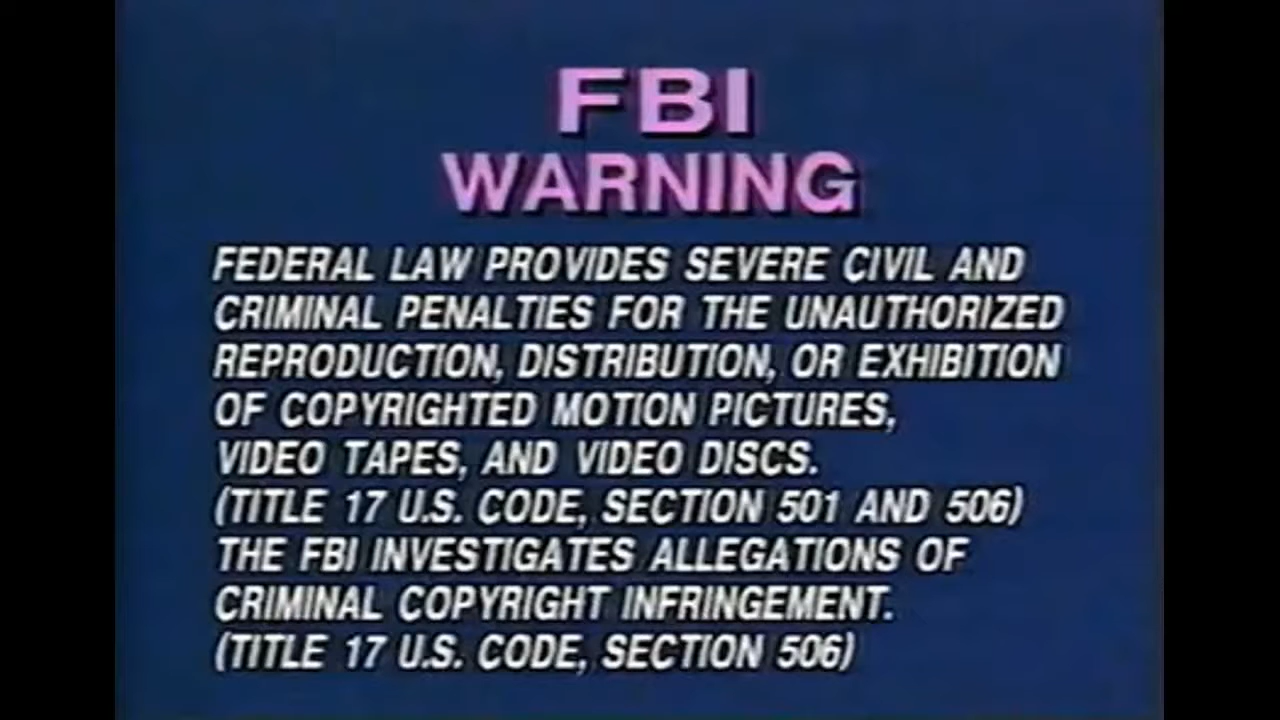 FBI
WARNING
FEDERAL LAW PROVIDES SEVERE CIVIL AND
CRIMINAL PENALTIES FOR THE UNAUTHORIZED
REPRODUCTION, DISTRIBUTION, OR EXHIBITION
OF COPYRIGHTED MOTION PICTURES,
VIDEO TAPES, AND VIDEO DISCS.
(TITLE 17 U.S. CODE, SECTION 501 AND 506)
THE FBI INVESTIGATES ALLEGATIONS OF
CRIMINAL COPYRIGHT INFRINGEMENT.
(TITLE 17 U.S. CODE, SECTION 506)